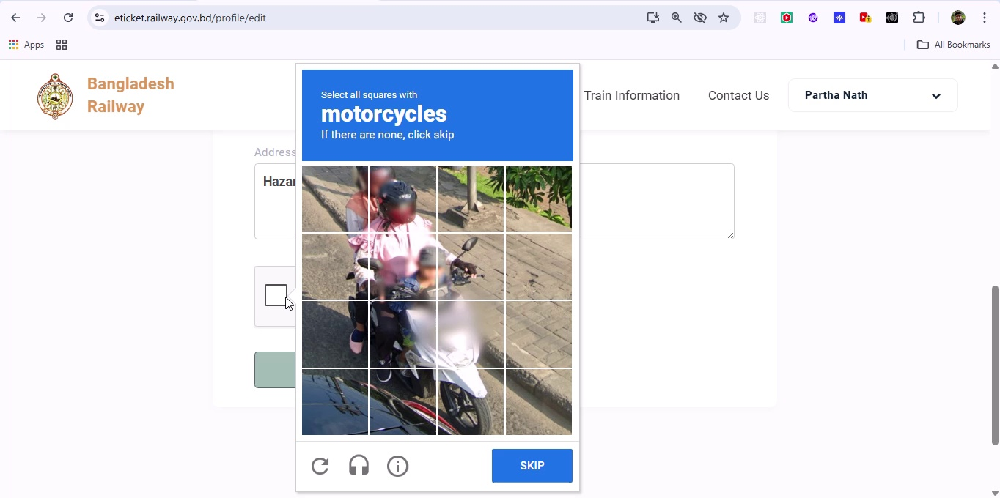 eticket.railway.gov.bd/profile/edit
Apps
All Bookmarks
Bangladesh
Railway
Train Information
Contact Us
Partha Nath
Select all squares with
motorcycles
If there are none, click skip
Address
SKIP